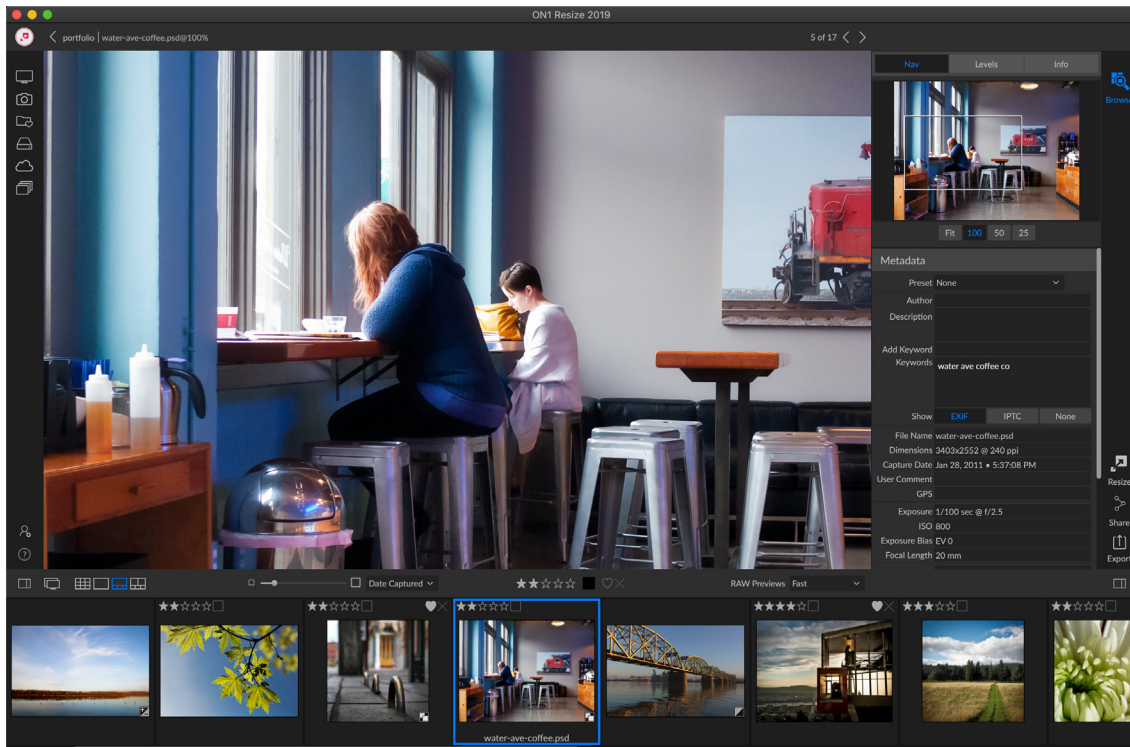 ON1 Resize 2019
portfolio | water-ave-coffee.psd@100%
5 of 17
Nav Levels Info
Browse
Fit 100 50 25
Metadata
Preset None
Author
Description
Add Keyword
Keywords water ave coffee co
Show EXIF IPTC None
File Name water-ave-coffee.psd
Dimensions 3403x2552 @ 240 ppi
Capture Date Jan 28, 2011 • 5:37:08 PM
User Comment
GPS
Exposure 1/100 sec @ f/2.5
ISO 800
Exposure Bias EV 0
Focal Length 20 mm
Resize
Share
Export
Date Captured
RAW Previews Fast
water-ave-coffee.psd